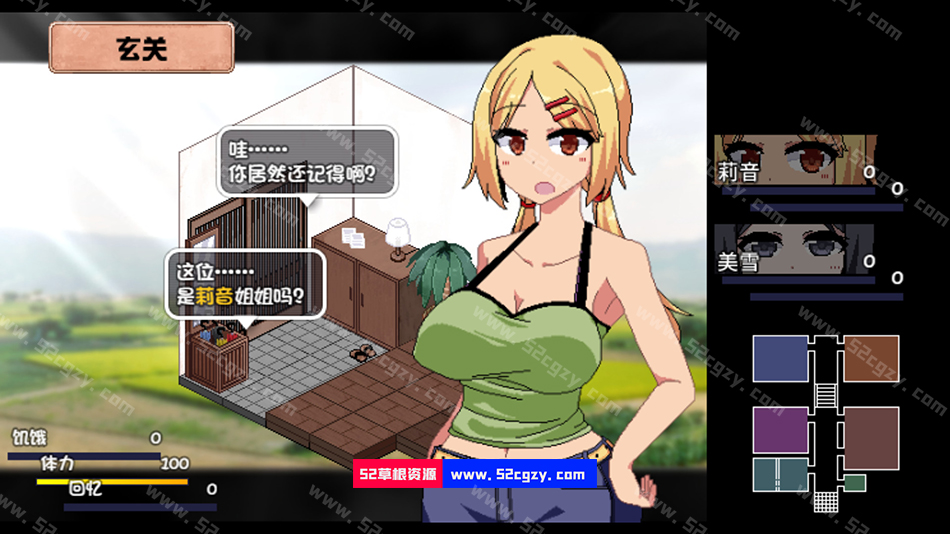 玄关
哇……
你居然还记得啊?
这位……
是莉音姐姐吗?
莉音
0
0
美雪
0
0
饥饿 0
体力 100
回忆 0
52草根资源 www.52cgzy.com